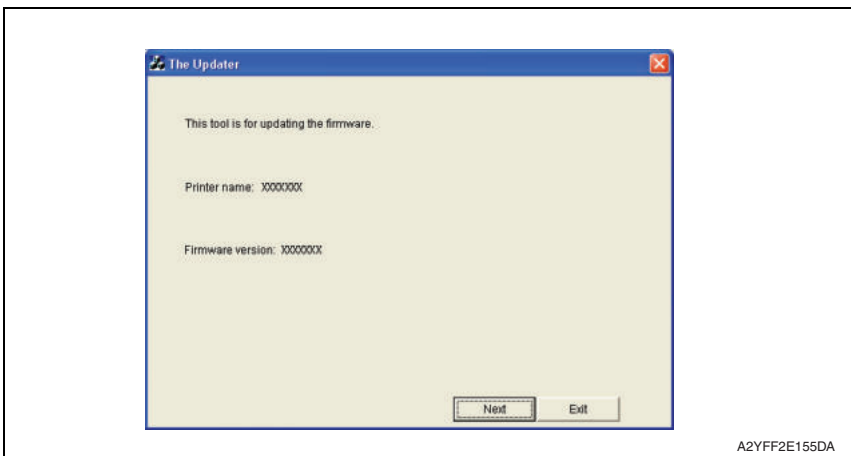 The Updater
This tool is for updating the firmware.
Printer name: XXXXXXX
Firmware version: XXXXXXX
Next Exit
A2YFF2E155DA